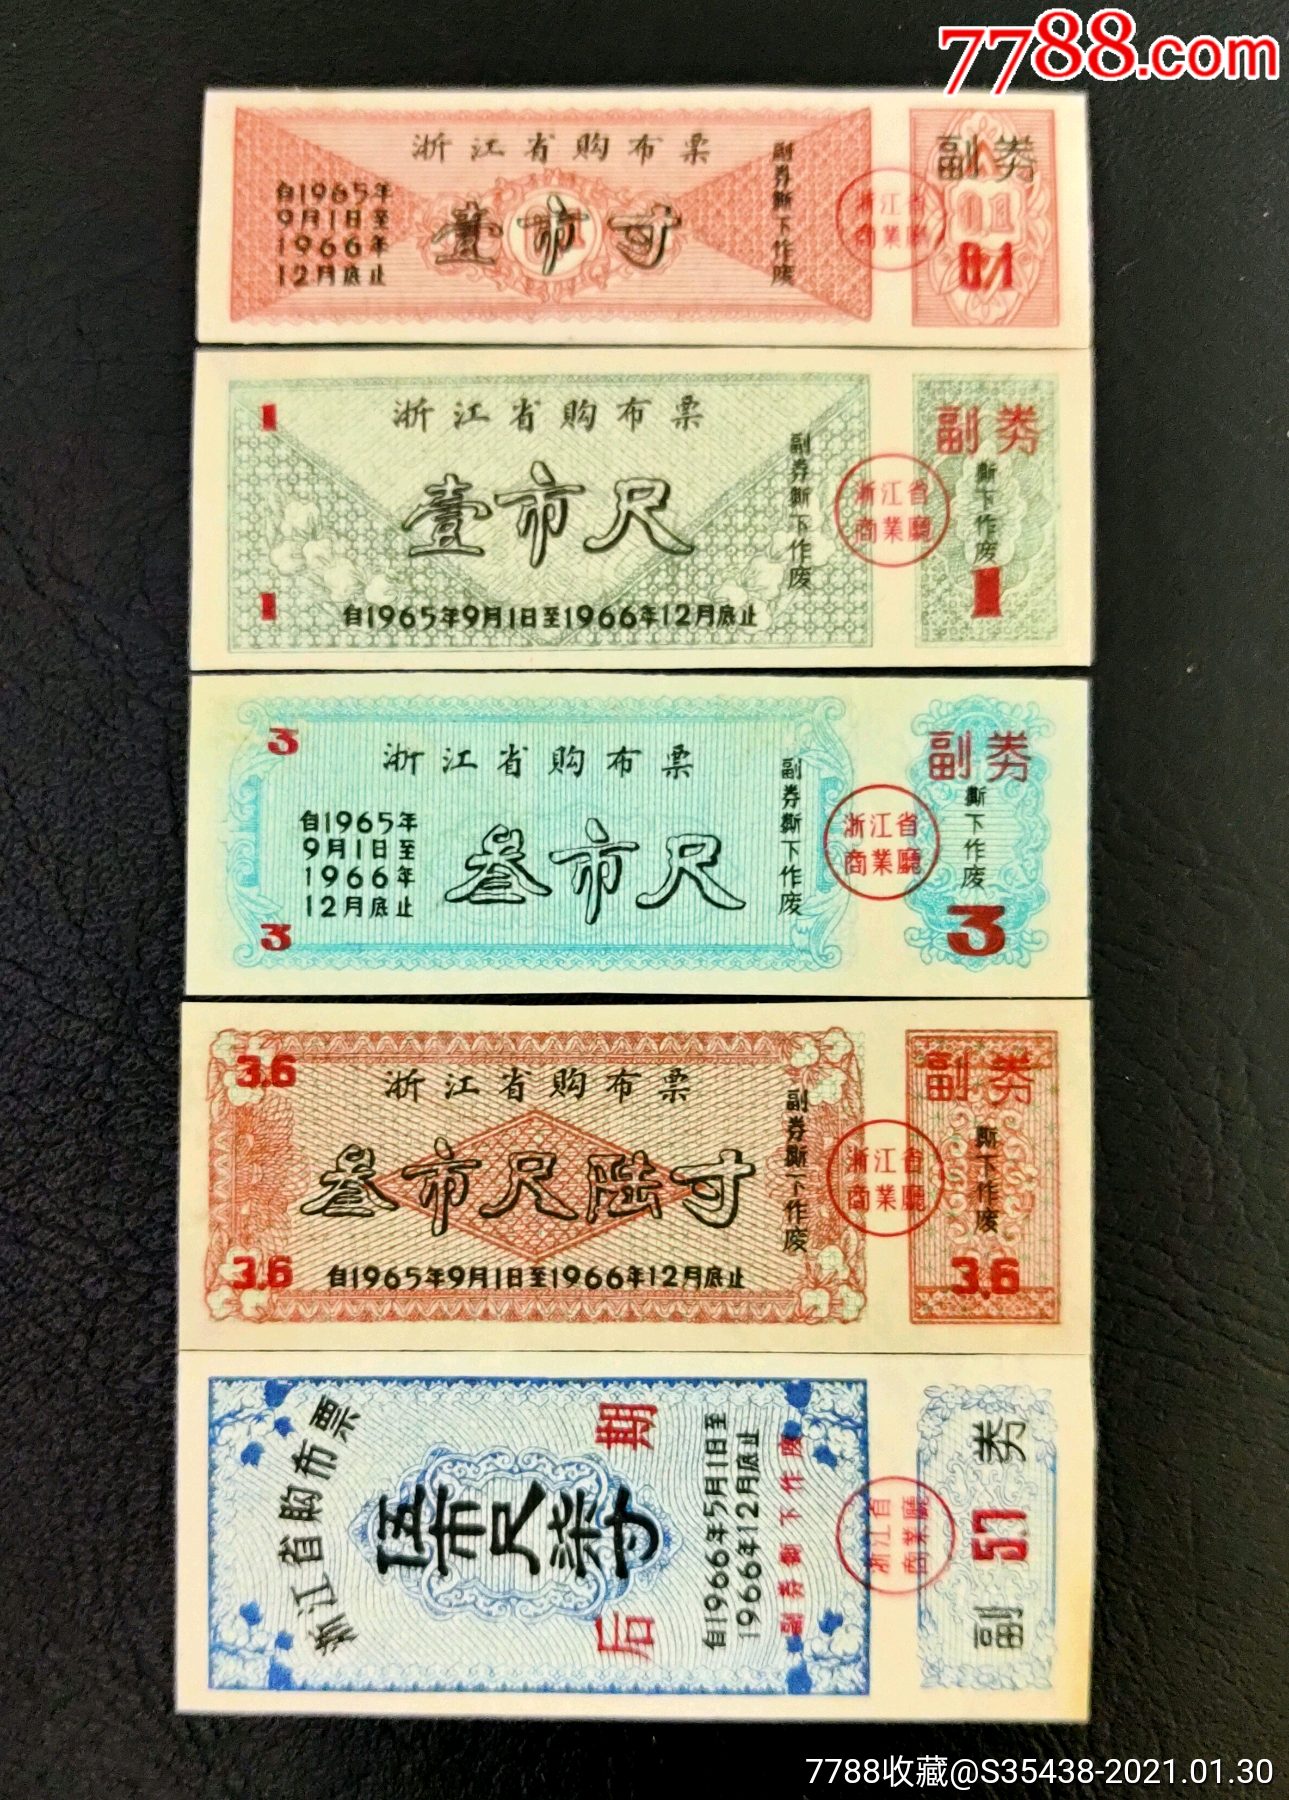 7788.com
浙江省购布票
自1965年
9月1日至
1966年
12月底止
壹市寸
副券撕下作废
浙江省
商業廳
副券
0.1
浙江省购布票
1
壹市尺
1
自1965年9月1日至1966年12月底止
副券撕下作废
浙江省
商業廳
副券
撕下作废
1
浙江省购布票
3
自1965年
9月1日至
1966年
12月底止
3
叁市尺
副券撕下作废
浙江省
商業廳
副券
撕下作废
3
3.6
浙江省购布票
叁市尺陆寸
3.6
自1965年9月1日至1966年12月底止
副券撕下作废
浙江省
商業廳
副券
撕下作废
3.6
浙江省购布票
伍市尺柒寸
后期
自1966年5月1日至
1966年12月底止
副券撕下作废
浙江省
商業廳
副券
5.7
7788收藏@S35438-2021.01.30